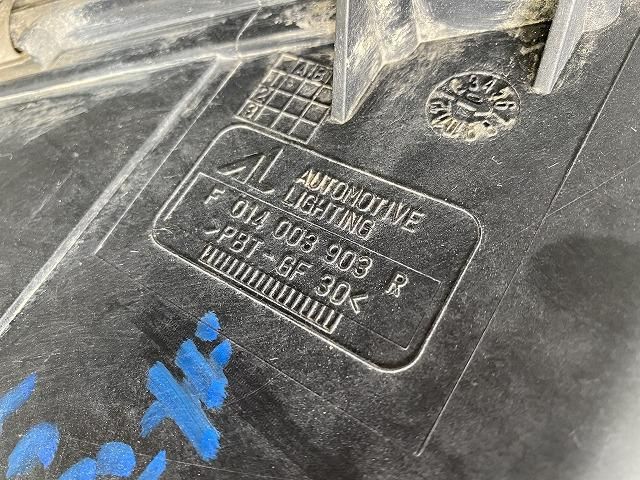 AL AUTOMOTIVE
LIGHTING
F 014 003 903 R
>PBT-GF 30<
1
2
3